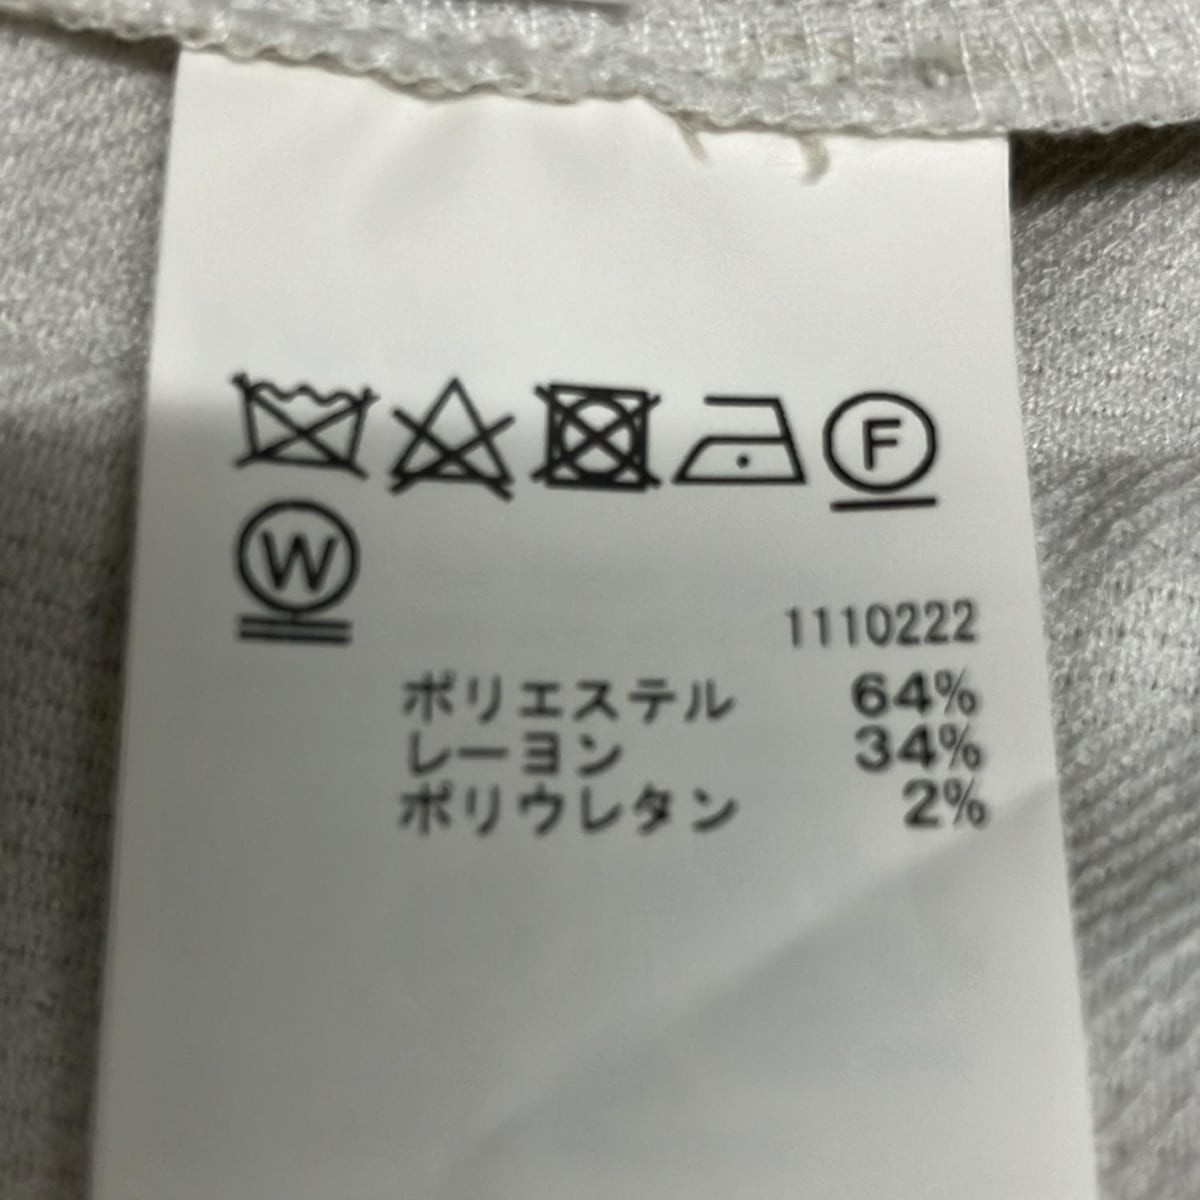 F
W
1110222
ポリエステル 64%
レーヨン 34%
ポリウレタン 2%